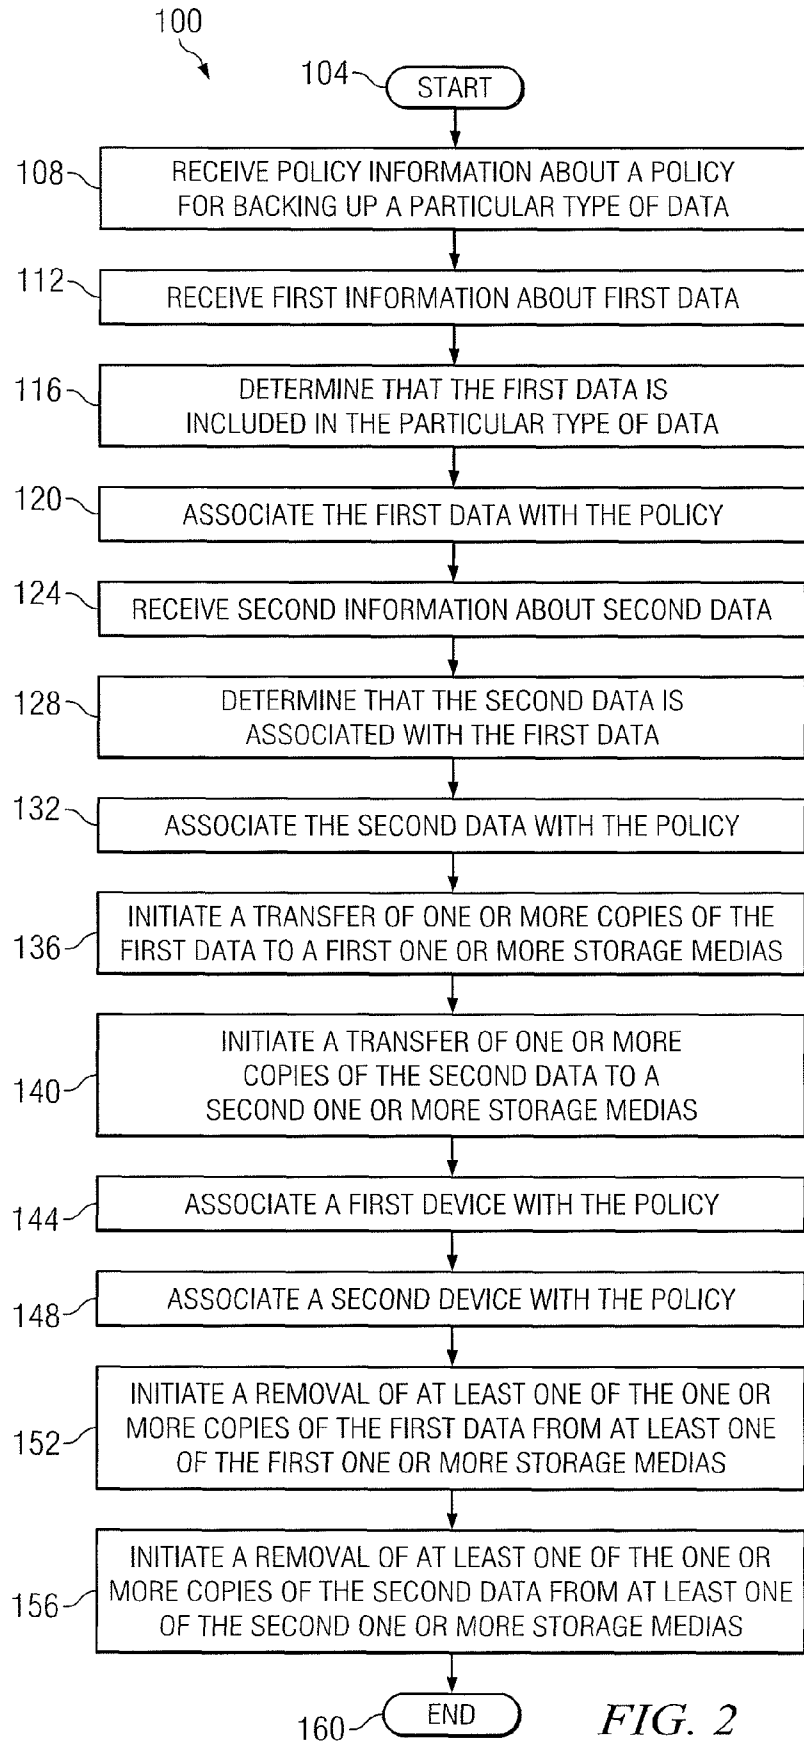 100
104
START
108
RECEIVE POLICY INFORMATION ABOUT A POLICY
FOR BACKING UP A PARTICULAR TYPE OF DATA
112
RECEIVE FIRST INFORMATION ABOUT FIRST DATA
116
DETERMINE THAT THE FIRST DATA IS
INCLUDED IN THE PARTICULAR TYPE OF DATA
120
ASSOCIATE THE FIRST DATA WITH THE POLICY
124
RECEIVE SECOND INFORMATION ABOUT SECOND DATA
128
DETERMINE THAT THE SECOND DATA IS
ASSOCIATED WITH THE FIRST DATA
132
ASSOCIATE THE SECOND DATA WITH THE POLICY
136
INITIATE A TRANSFER OF ONE OR MORE COPIES OF THE
FIRST DATA TO A FIRST ONE OR MORE STORAGE MEDIAS
140
INITIATE A TRANSFER OF ONE OR MORE
COPIES OF THE SECOND DATA TO A
SECOND ONE OR MORE STORAGE MEDIAS
144
ASSOCIATE A FIRST DEVICE WITH THE POLICY
148
ASSOCIATE A SECOND DEVICE WITH THE POLICY
152
INITIATE A REMOVAL OF AT LEAST ONE OF THE ONE OR
MORE COPIES OF THE FIRST DATA FROM AT LEAST ONE
OF THE FIRST ONE OR MORE STORAGE MEDIAS
156
INITIATE A REMOVAL OF AT LEAST ONE OF THE ONE OR
MORE COPIES OF THE SECOND DATA FROM AT LEAST ONE
OF THE SECOND ONE OR MORE STORAGE MEDIAS
160
END
FIG. 2